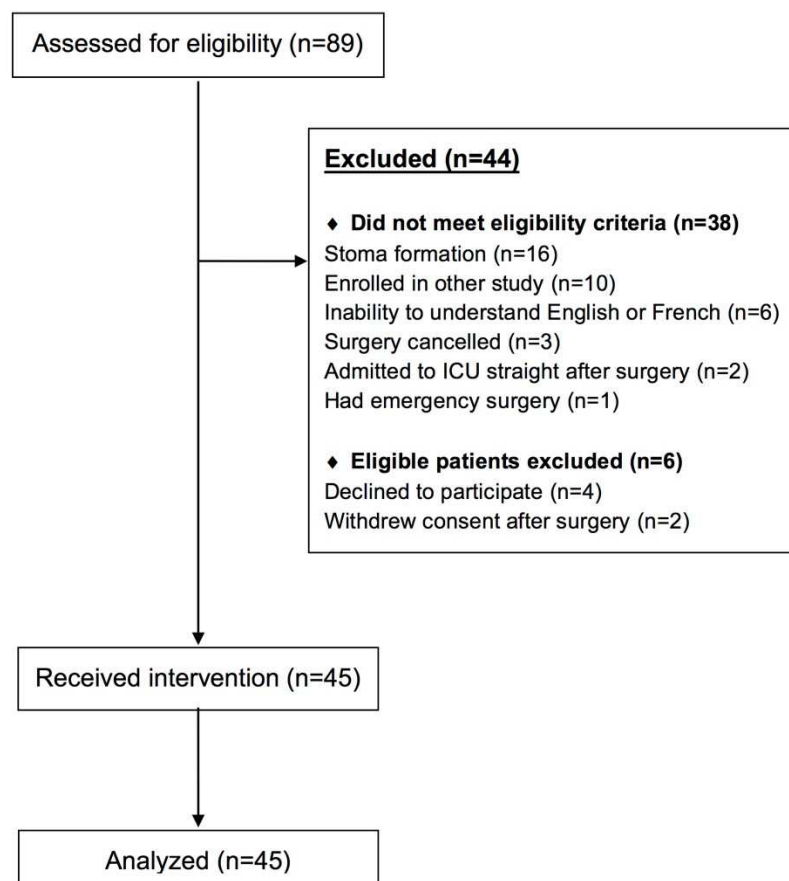 Assessed for eligibility (n=89)
Excluded (n=44)
♦ Did not meet eligibility criteria (n=38)
Stoma formation (n=16)
Enrolled in other study (n=10)
Inability to understand English or French (n=6)
Surgery cancelled (n=3)
Admitted to ICU straight after surgery (n=2)
Had emergency surgery (n=1)
♦ Eligible patients excluded (n=6)
Declined to participate (n=4)
Withdrew consent after surgery (n=2)
Received intervention (n=45)
Analyzed (n=45)